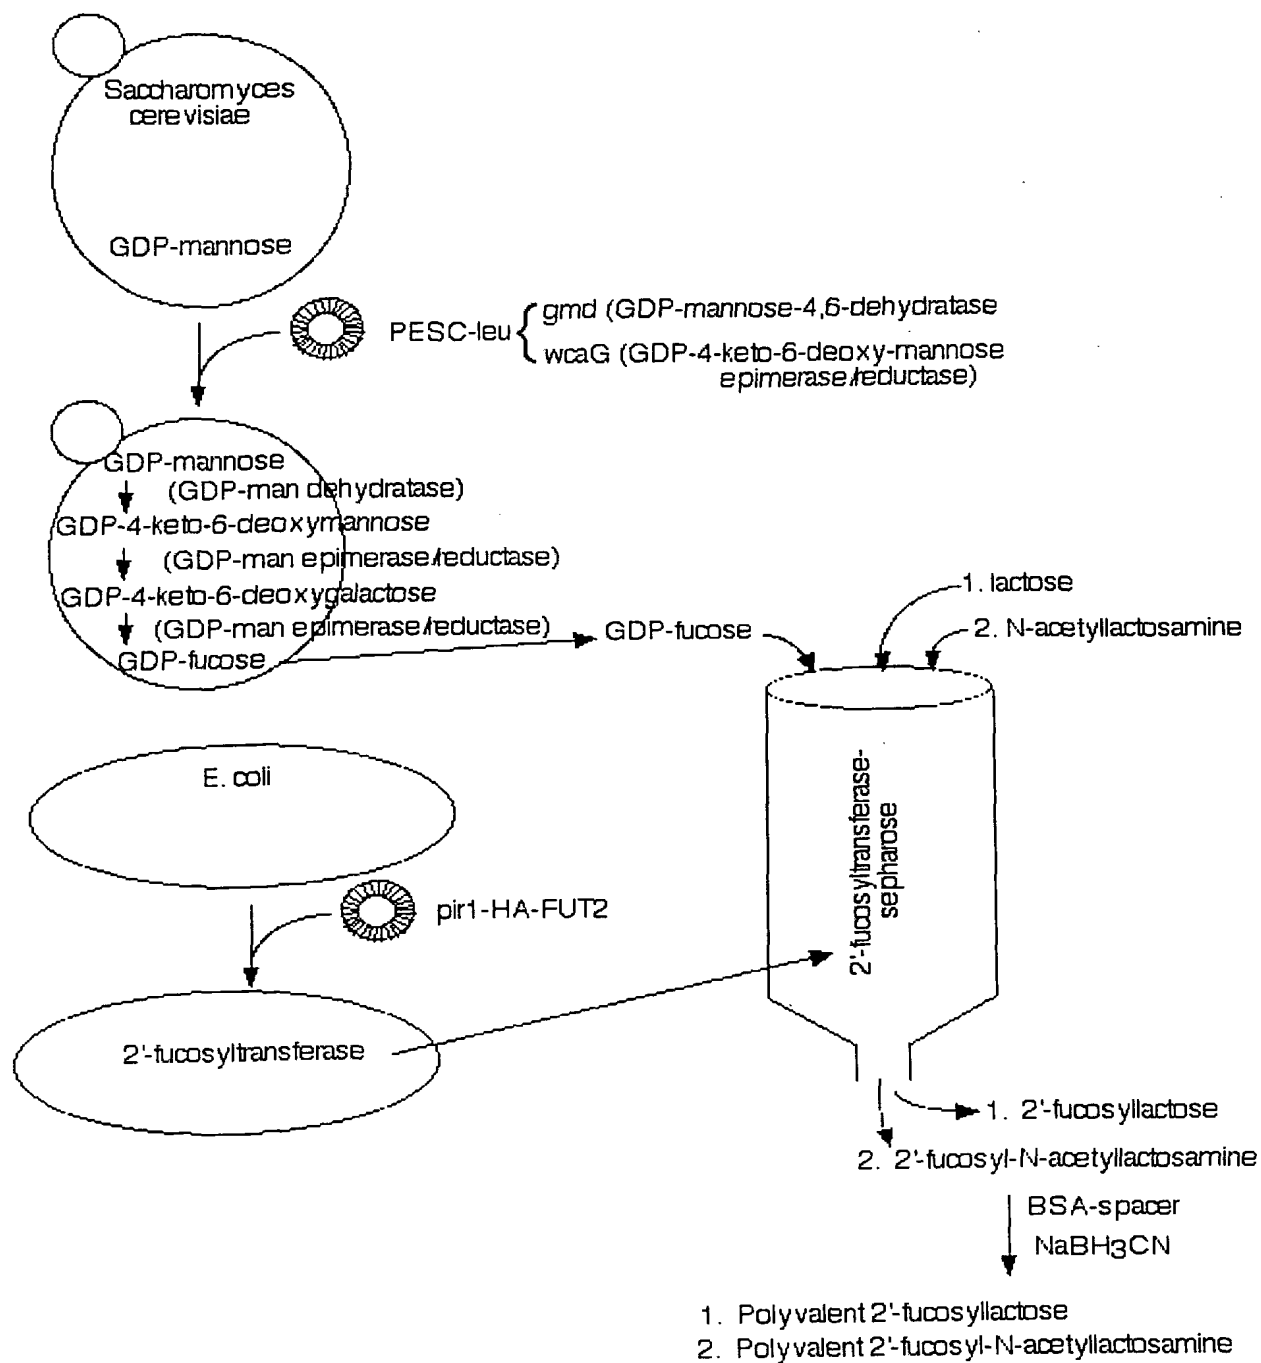 Saccharomyces
cerevisiae
GDP-mannose
PESC-leu
gmd (GDP-mannose-4,6-dehydratase
wcaG (GDP-4-keto-6-deoxy-mannose
epimerase/reductase)
GDP-mannose
(GDP-man dehydratase)
GDP-4-keto-6-deoxymannose
(GDP-man epimerase/reductase)
GDP-4-keto-6-deoxygalactose
(GDP-man epimerase/reductase)
GDP-fucose
GDP-fucose
1. lactose
2. N-acetyllactosamine
2'-fucosyltransferase-
sepharose
E. coli
pir1-HA-FUT2
2'-fucosyltransferase
1. 2'-fucosyllactose
2. 2'-fucosyl-N-acetyllactosamine
BSA-spacer
NaBH3CN
1. Polyvalent 2'-fucosyllactose
2. Polyvalent 2'-fucosyl-N-acetyllactosamine